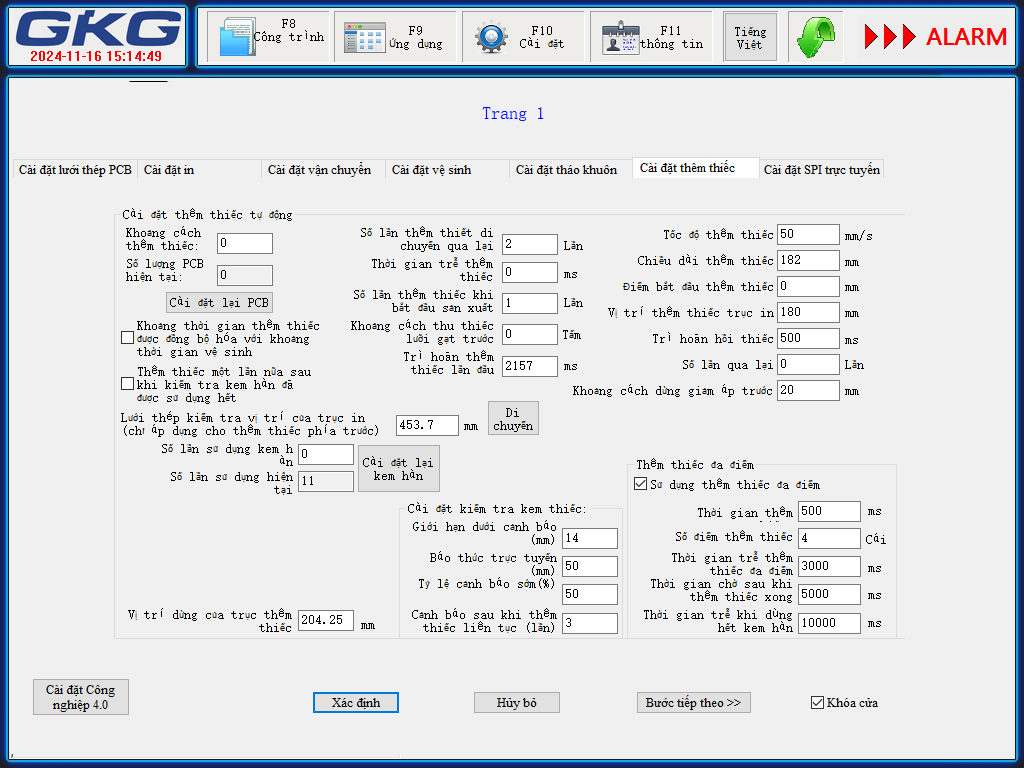 GKG
2024-11-16 15:14:49
F8
Công trình
F9
Ứng dụng
F10
Cài đặt
F11
thông tin
Tiếng
Việt
ALARM
Trang 1
Cài đặt lưới thép PCB
Cài đặt in
Cài đặt vận chuyển
Cài đặt vệ sinh
Cài đặt tháo khuôn
Cài đặt thêm thiếc
Cài đặt SPI trực tuyến
Cài đặt thêm thiếc tự động
Khoảng cách
thêm thiếc:
0
Số lượng PCB
hiện tại:
0
Cài đặt lại PCB
Khoảng thời gian thêm thiếc
được đồng bộ hóa với khoảng
thời gian vệ sinh
Thêm thiếc một lần nữa sau
khi kiểm tra kem hàn đã
được sử dụng hết
Số lần thêm thiết di
chuyển qua lại
2
Lần
Thời gian trễ thêm
thiếc
0
ms
Số lần thêm thiếc khi
bắt đầu sản xuất
1
Lần
Khoảng cách thu thiếc
lưỡi gạt trước
0
Tấm
Trì hoãn thêm
thiếc lần đầu
2157
ms
Tốc độ thêm thiếc
50
mm/s
Chiều dài thêm thiếc
182
mm
Điểm bắt đầu thêm thiếc
0
mm
Vị trí thêm thiếc trục in
180
mm
Trì hoãn hồi thiếc
500
ms
Số lần qua lại
0
Lần
Khoảng cách dừng giảm áp trước
20
mm
Lưới thép kiểm tra vị trí của trục in
(chỉ áp dụng cho thêm thiếc phía trước)
453.7
mm
Di
chuyển
Số lần sử dụng kem h
àn
0
Số lần sử dụng hiện
tại
11
Cài đặt lại
kem hàn
Cài đặt kiểm tra kem thiếc:
Giới hạn dưới cảnh báo
(mm)
14
Báo thức trực tuyến
(mm)
50
Tỷ lệ cảnh báo sớm(%)
50
Cảnh báo sau khi thêm
thiếc liên tục (lần)
3
Thêm thiếc đa điểm
Sử dụng thêm thiếc đa điểm
Thời gian thêm
500
ms
Số điểm thêm thiếc
4
Cái
Thời gian trễ thêm
thiếc đa điểm
3000
ms
Thời gian chờ sau khi
thêm thiếc xong
5000
ms
Thời gian trễ khi dùng
hết kem hàn
10000
ms
Vị trí dừng của trục thêm
thiếc
204.25
mm
Cài đặt Công
nghiệp 4.0
Xác định
Hủy bỏ
Bước tiếp theo >>
Khóa cửa